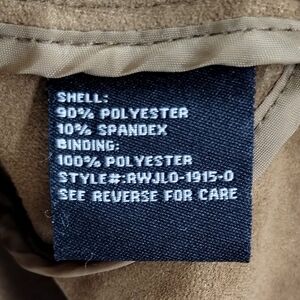 SHELL:
90% POLYESTER
10% SPANDEX
BINDING:
100% POLYESTER
STYLE#:RWJL0-1915-0
SEE REVERSE FOR CARE